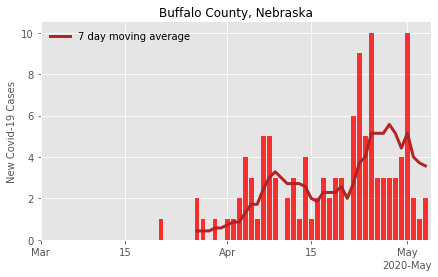 Buffalo County, Nebraska
7 day moving average
New Covid-19 Cases
10
8
6
4
2
0
Mar 15 Apr 15 May
2020-May